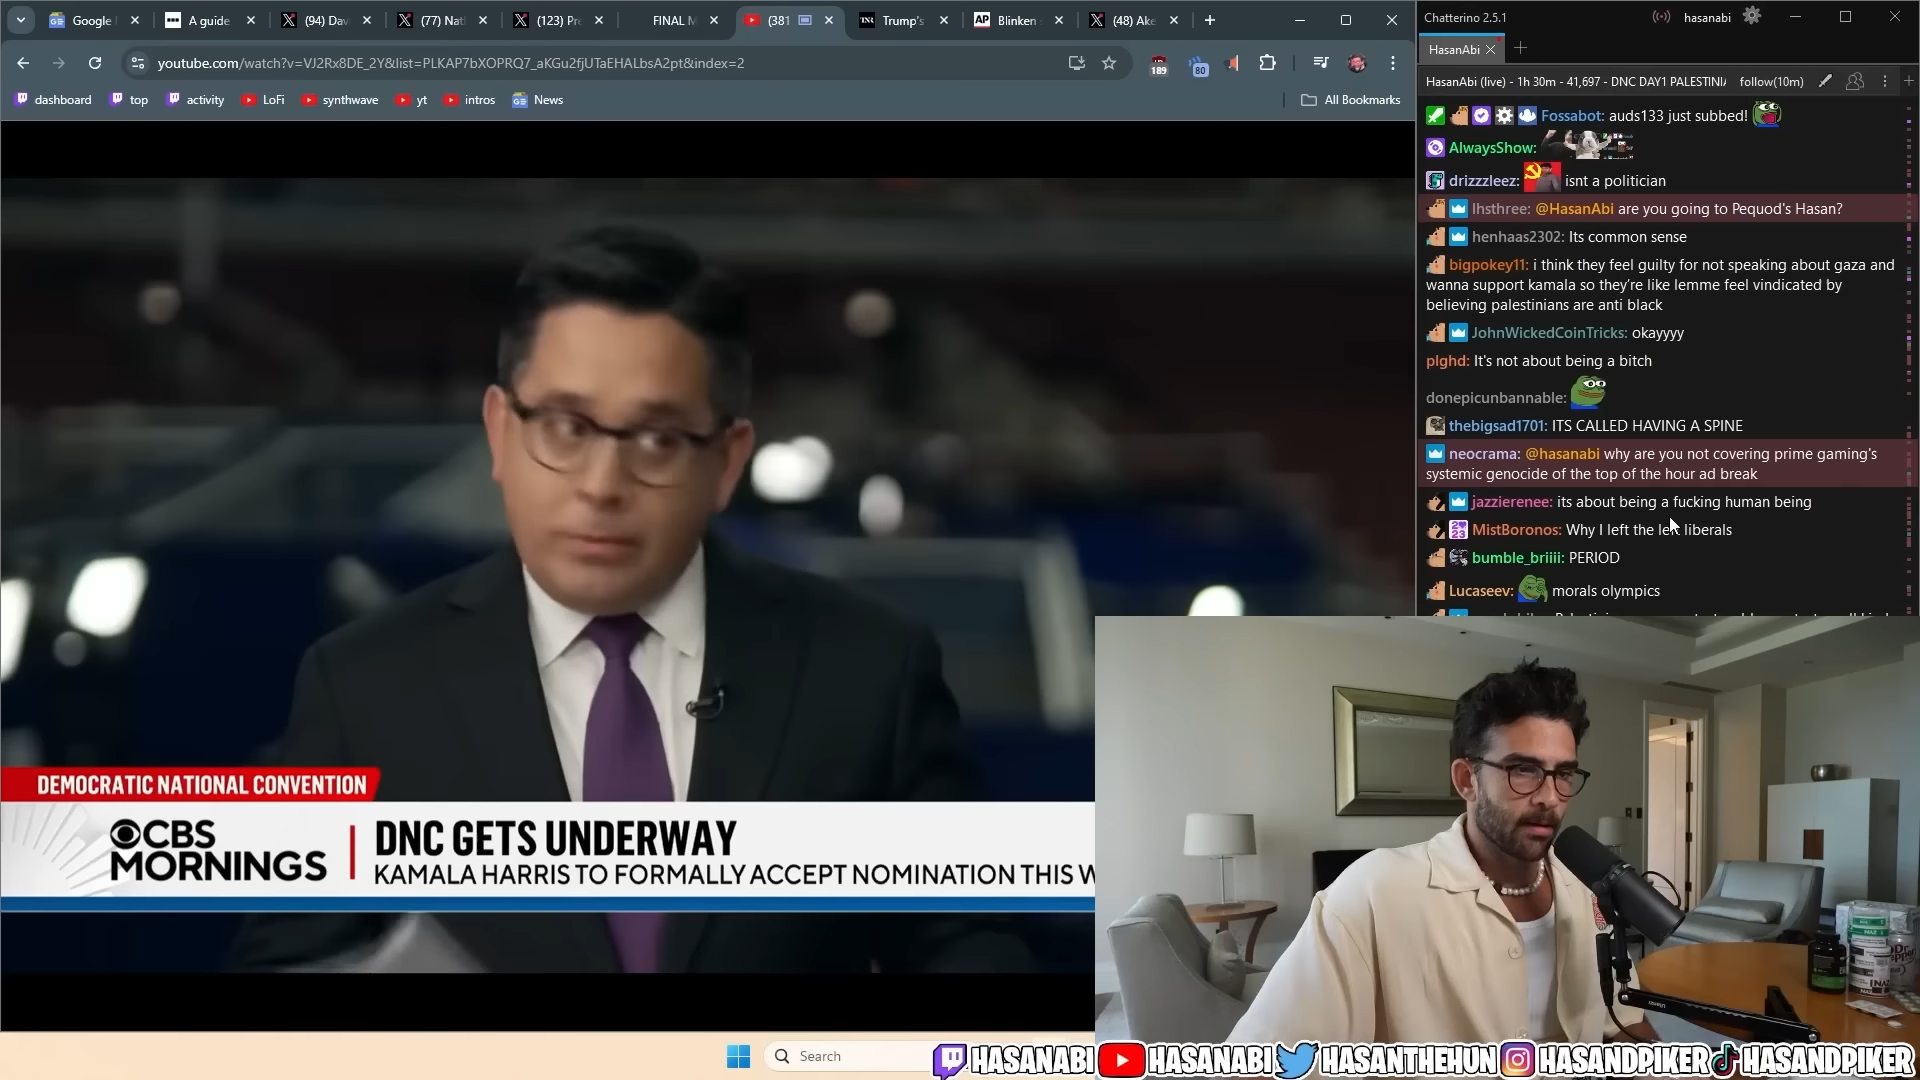 Google
A guide
(94) Dav
(77) Nat
(123) Pr
FINAL M
(381
Trump's
Blinken
(48) Ake
youtube.com/watch?v=VJ2Rx8DE_2Y&list=PLKAP7bXOPRQ7_aKGu2fjUTaEHALbsA2pt&index=2
189
80
dashboard
top
activity
LoFi
synthwave
yt
intros
News
All Bookmarks
Chatterino 2.5.1
hasanabi
HasanAbi
HasanAbi (live) - 1h 30m - 41,697 - DNC DAY1 PALESTINI
follow(10m)
Fossabot: auds133 just subbed!
AlwaysShow:
drizzzleez: isnt a politician
lhsthree: @HasanAbi are you going to Pequod's Hasan?
henhaas2302: Its common sense
bigpokey11: i think they feel guilty for not speaking about gaza and
wanna support kamala so they're like lemme feel vindicated by
believing palestinians are anti black
JohnWickedCoinTricks: okayyyy
plghd: It's not about being a bitch
donepicunbannable:
thebigsad1701: ITS CALLED HAVING A SPINE
neocrama: @hasanabi why are you not covering prime gaming's
systemic genocide of the top of the hour ad break
jazzierenee: its about being a fucking human being
MistBoronos: Why I left the left liberals
bumble_briiii: PERIOD
Lucaseev: morals olympics
DEMOCRATIC NATIONAL CONVENTION
CBS
MORNINGS
DNC GETS UNDERWAY
KAMALA HARRIS TO FORMALLY ACCEPT NOMINATION THIS W
Search
HASANABI
HASANABI
HASANTHEHUN
HASANDPIKER
HASANDPIKER